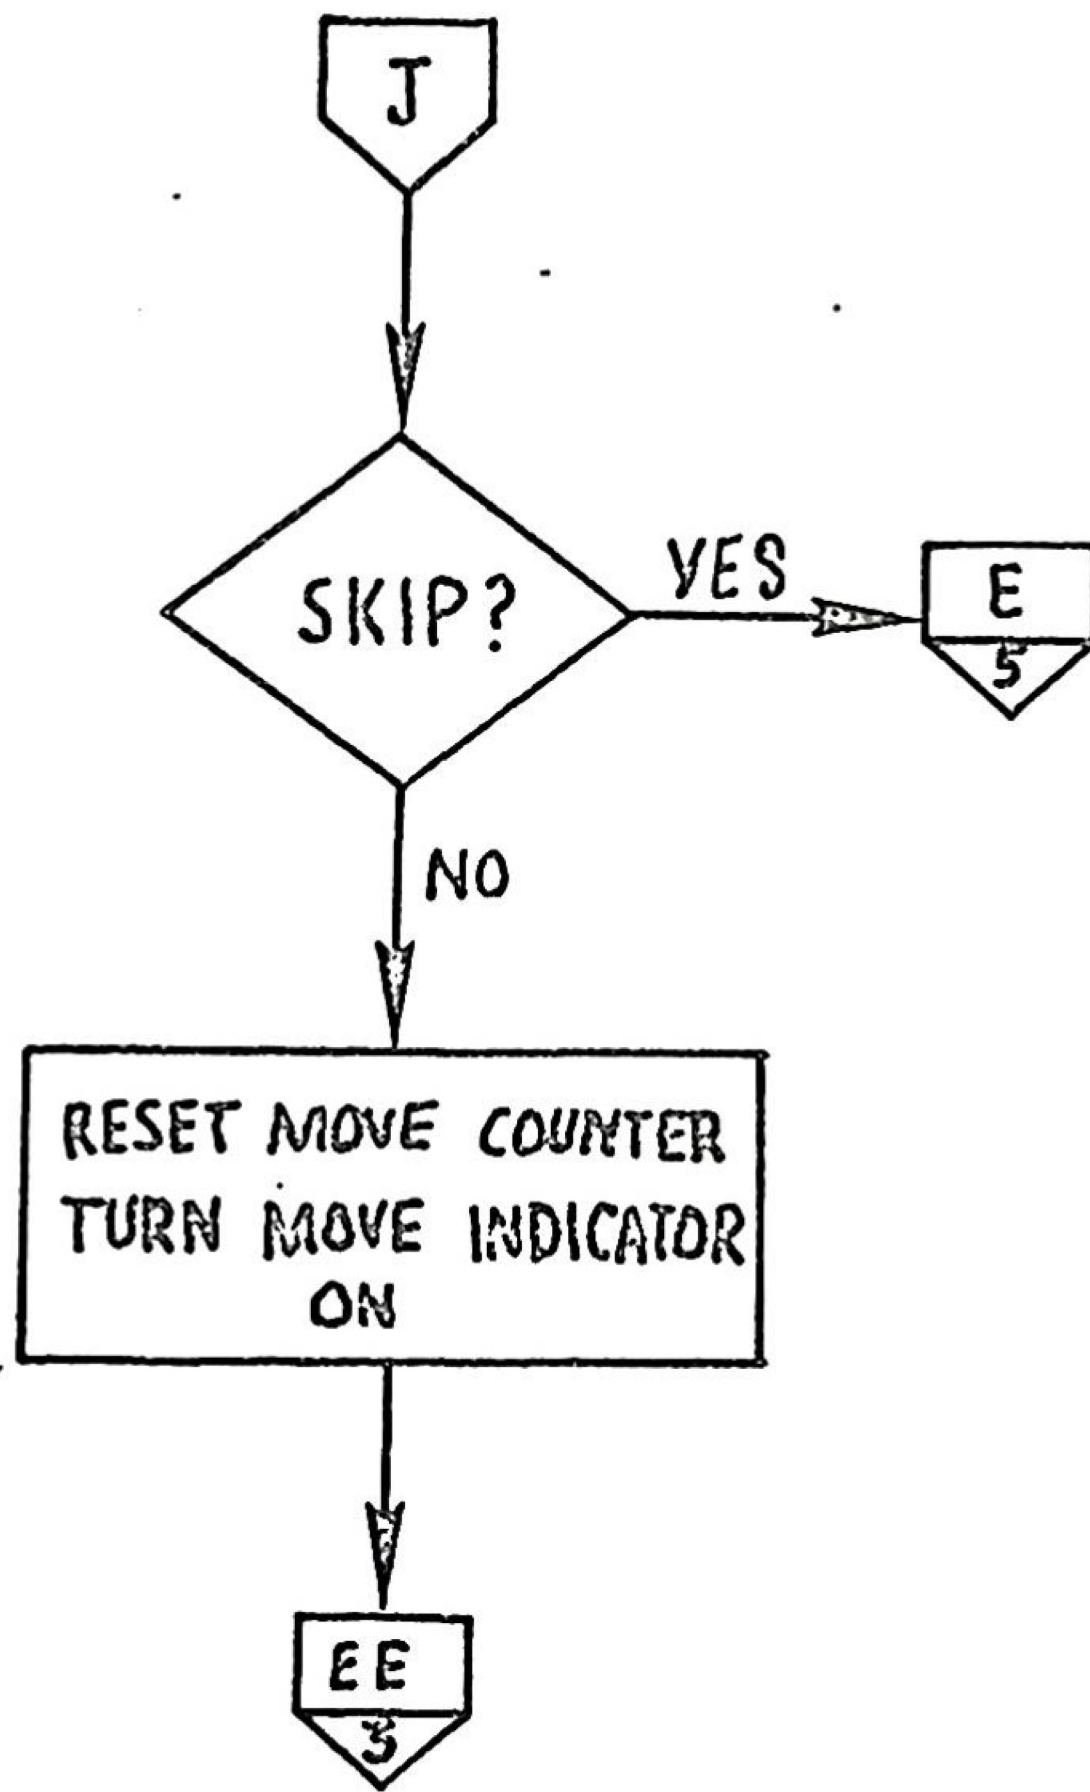 J
SKIP?
YES
E
5
NO
RESET MOVE COUNTER
TURN MOVE INDICATOR
ON
EE
3